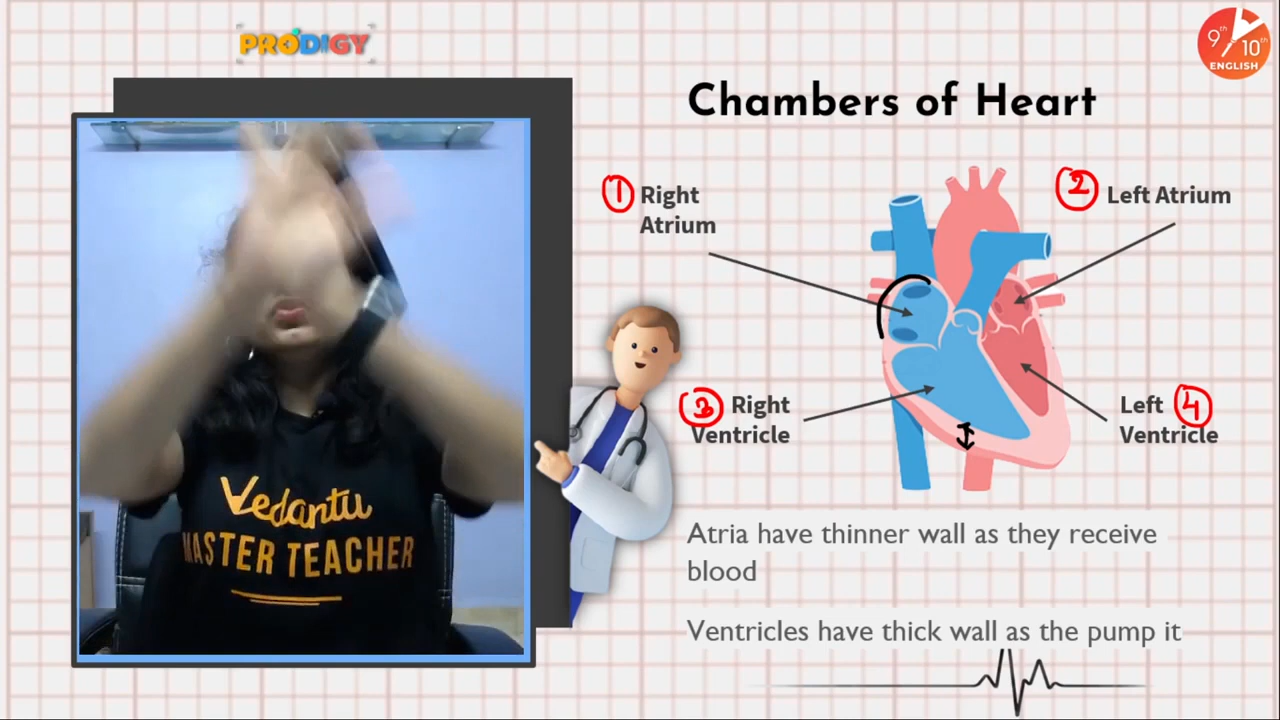 PRODIGY
9th 10th
ENGLISH
Chambers of Heart
1 Right
Atrium
2 Left Atrium
3 Right
Ventricle
Left 4
Ventricle
Vedantu
MASTER TEACHER
Atria have thinner wall as they receive
blood
Ventricles have thick wall as the pump it